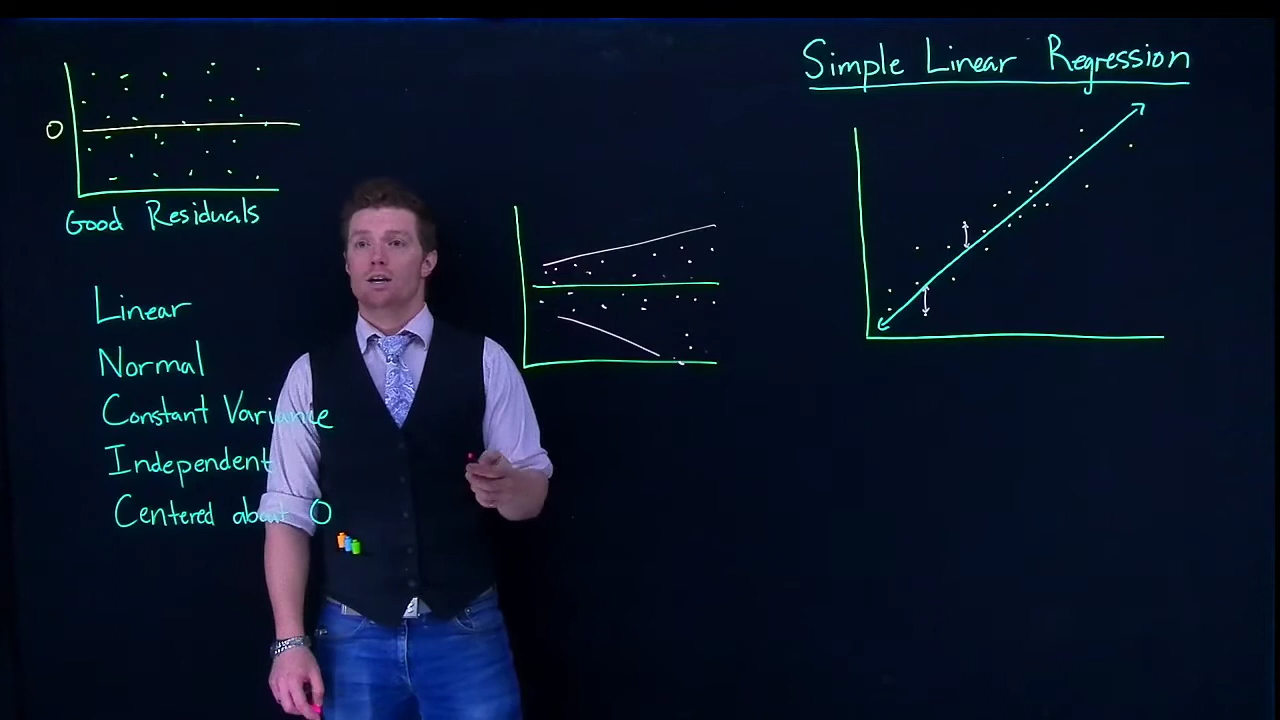 Simple Linear Regression
0
Good Residuals
Linear
Normal
Constant Variance
Independent
Centered about 0